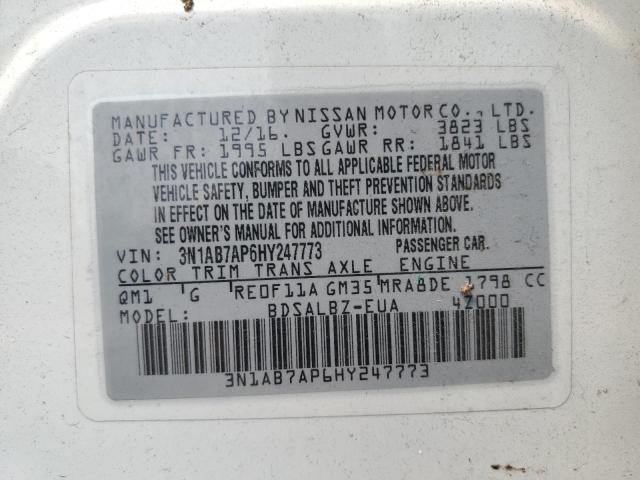 MANUFACTURED BY NISSAN MOTOR CO., LTD.
DATE: 12/16. GVWR: 3823 LBS
GAWR FR: 1995 LBS GAWR RR: 1841 LBS
THIS VEHICLE CONFORMS TO ALL APPLICABLE FEDERAL MOTOR
VEHICLE SAFETY, BUMPER AND THEFT PREVENTION STANDARDS
IN EFFECT ON THE DATE OF MANUFACTURE SHOWN ABOVE.
SEE OWNER'S MANUAL FOR ADDITIONAL INFORMATION.
VIN: 3N1AB7AP6HY247773 PASSENGER CAR.
COLOR TRIM TRANS AXLE ENGINE
QM1 G RE0F11A GM35 MRA8DE 1798 CC
MODEL: BDSALBZ-EUA 4Z000
3N1AB7AP6HY247773